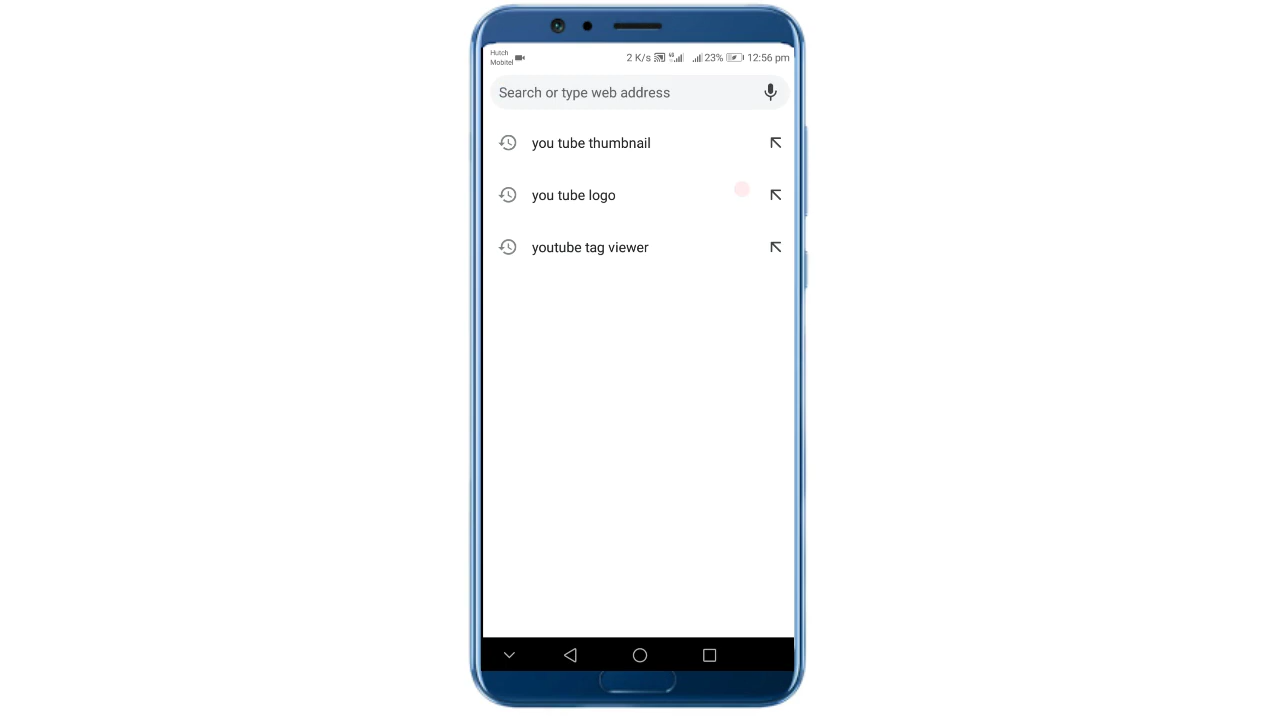 Hutch
Mobitel
2 K/s 23% 12:56 pm
Search or type web address
you tube thumbnail
you tube logo
youtube tag viewer